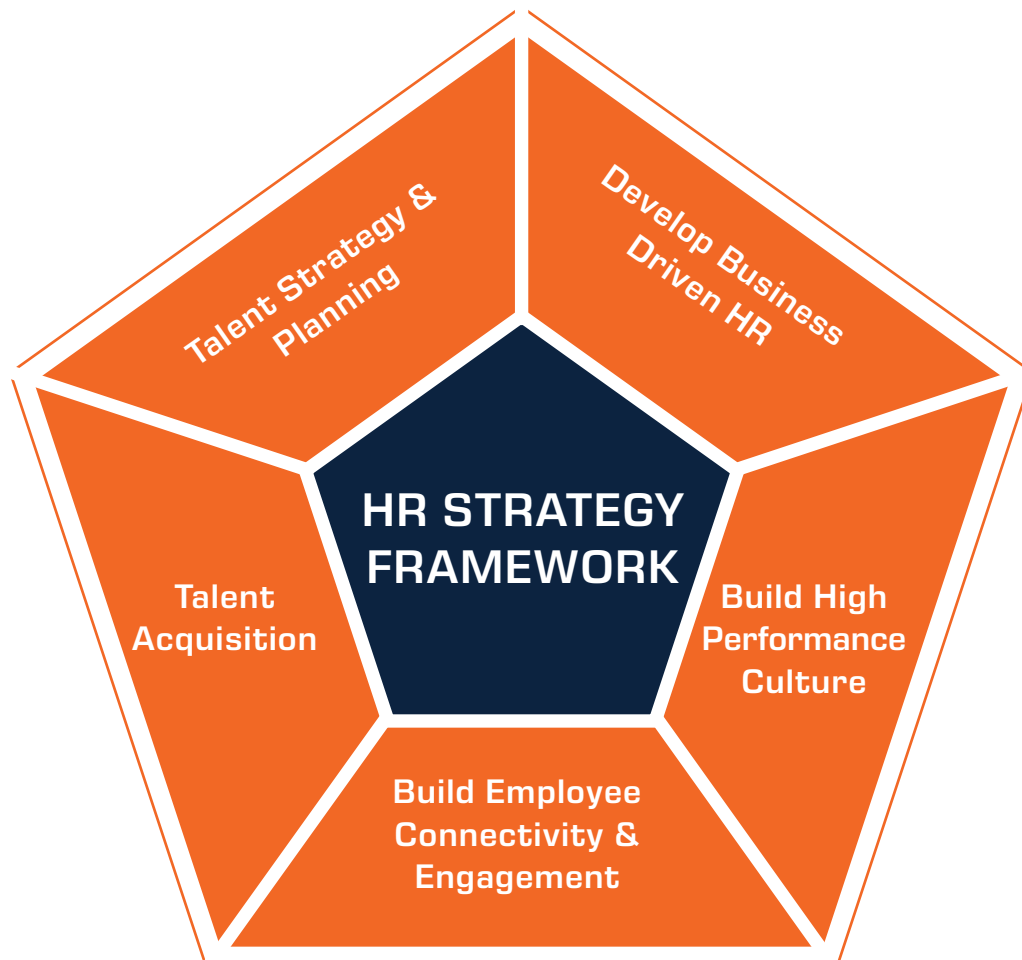 Talent Strategy &
Planning
Develop Business
Driven HR
HR STRATEGY
FRAMEWORK
Talent
Acquisition
Build High
Performance
Culture
Build Employee
Connectivity &
Engagement